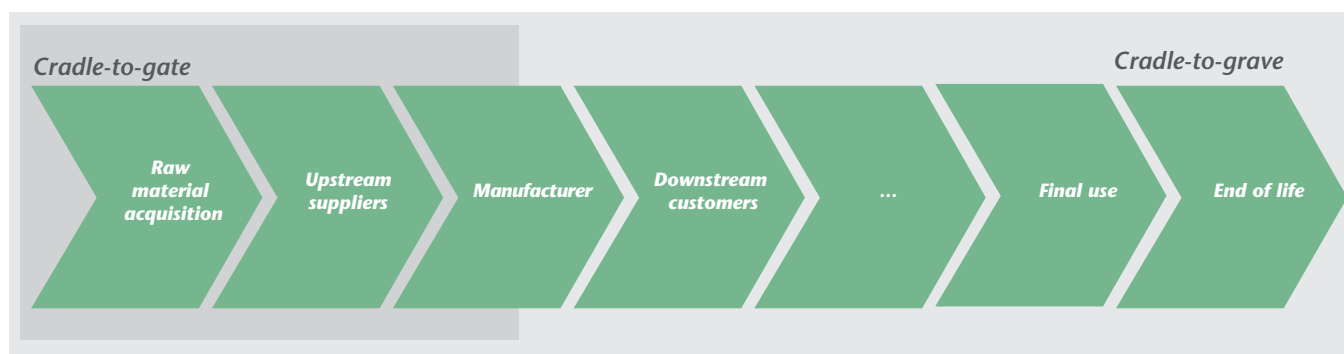 Cradle-to-gate
Cradle-to-grave
Raw
material
acquisition
Upstream
suppliers
Manufacturer
Downstream
customers
...
Final use
End of life